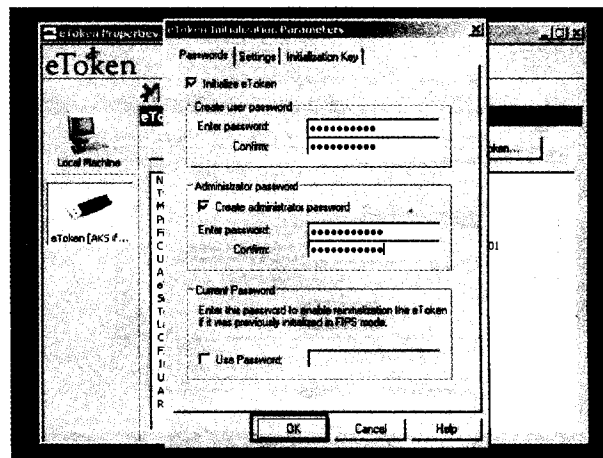 eToken Properties
eToken Initialization Parameters
eToken
Passwords
Settings
Initialization Key
Initialize eToken
Create user password
Enter password:
Confirm:
Local Machine
Administrator password
Create administrator password
Enter password:
Confirm:
eToken [AKS if...
01
Current Password
Enter this password to enable reinitialization the eToken
if it was previously initialized in FIPS mode.
Use Password:
OK
Cancel
Help